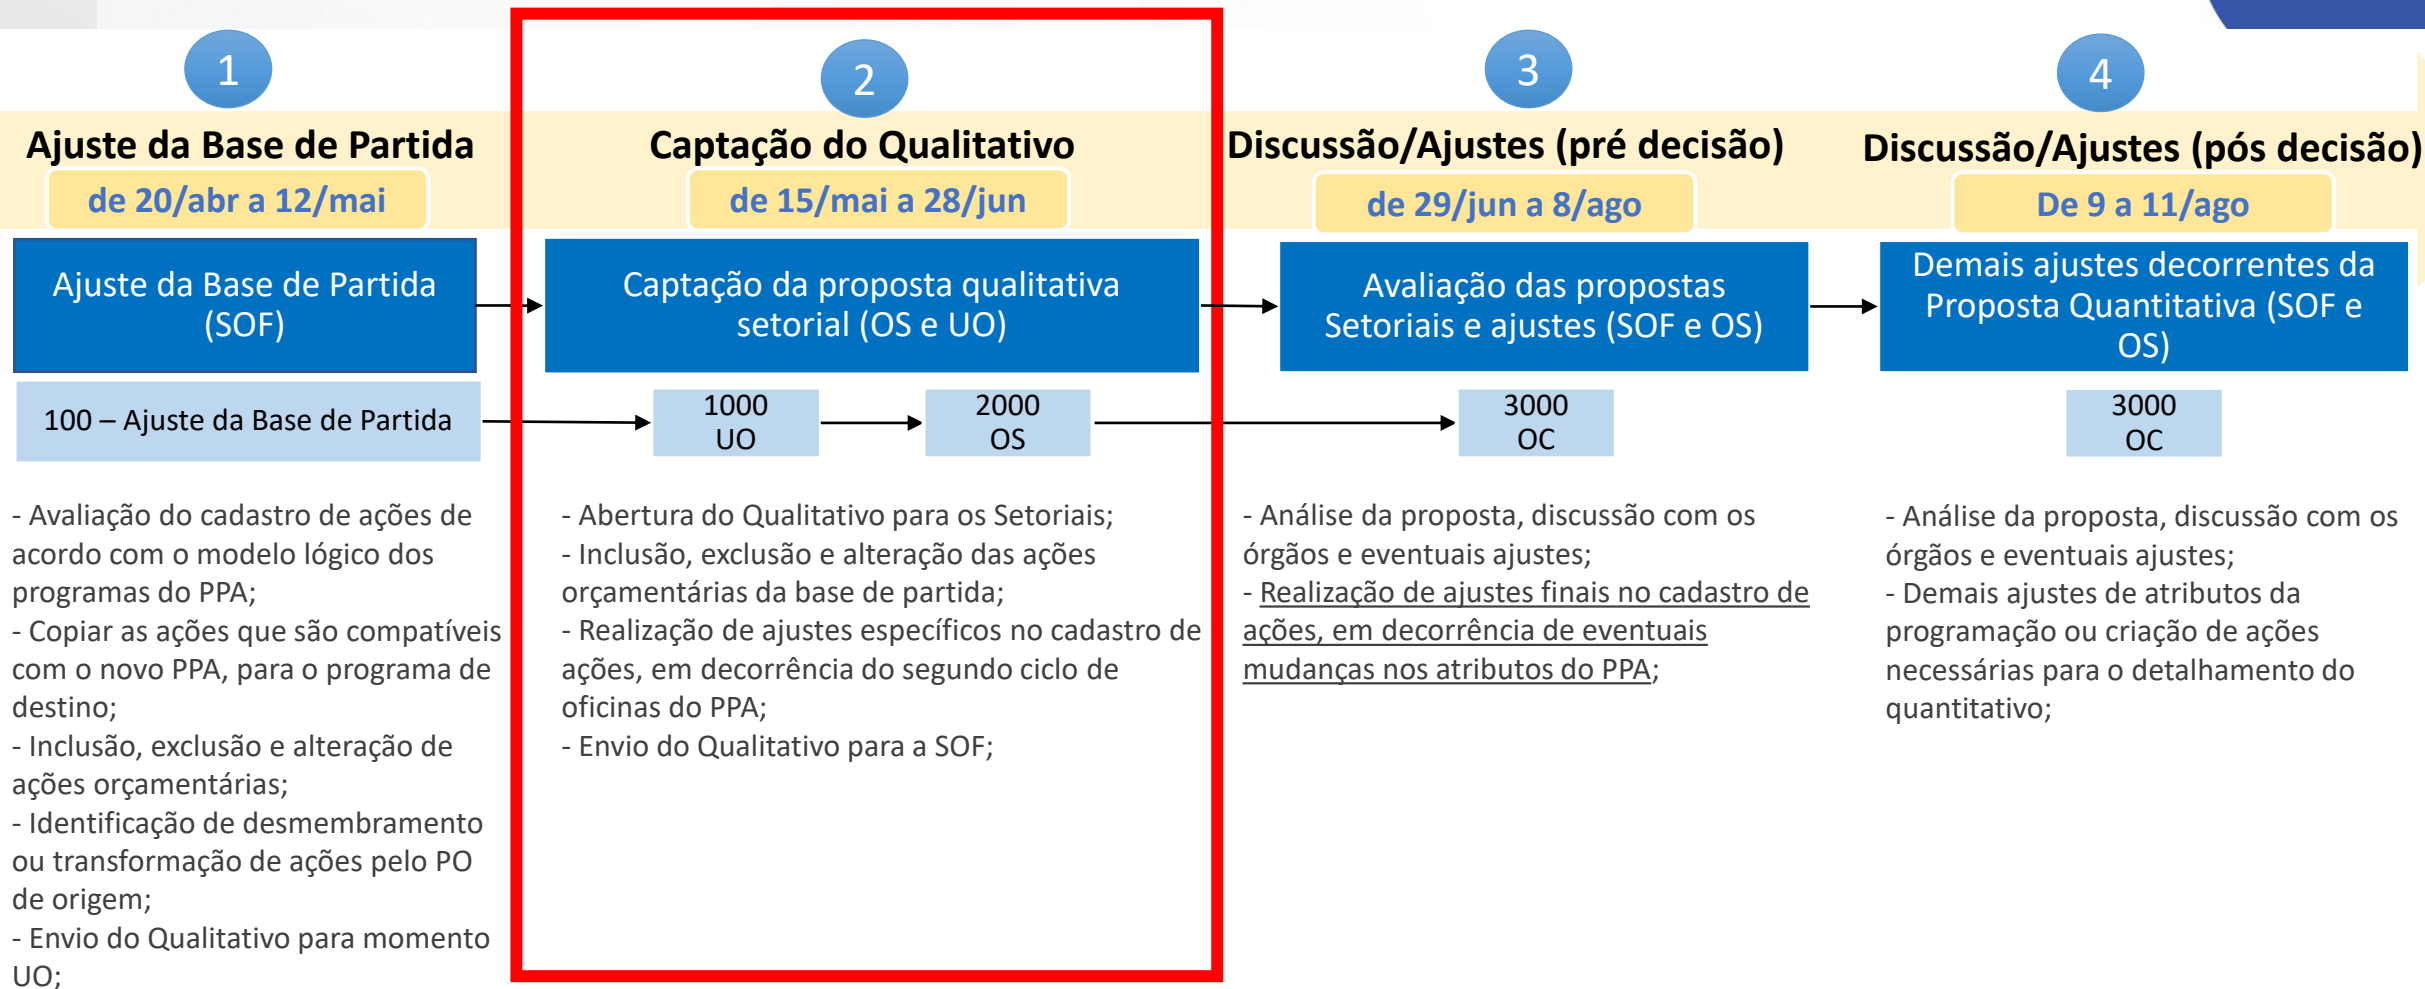 1
Ajuste da Base de Partida
de 20/abr a 12/mai
Ajuste da Base de Partida
(SOF)
100 – Ajuste da Base de Partida
- Avaliação do cadastro de ações de
acordo com o modelo lógico dos
programas do PPA;
- Copiar as ações que são compatíveis
com o novo PPA, para o programa de
destino;
- Inclusão, exclusão e alteração de
ações orçamentárias;
- Identificação de desmembramento
ou transformação de ações pelo PO
de origem;
- Envio do Qualitativo para momento
UO;
2
Captação do Qualitativo
de 15/mai a 28/jun
Captação da proposta qualitativa
setorial (OS e UO)
1000
UO
2000
OS
- Abertura do Qualitativo para os Setoriais;
- Inclusão, exclusão e alteração das ações
orçamentárias da base de partida;
- Realização de ajustes específicos no cadastro de
ações, em decorrência do segundo ciclo de
oficinas do PPA;
- Envio do Qualitativo para a SOF;
3
Discussão/Ajustes (pré decisão)
de 29/jun a 8/ago
Avaliação das propostas
Setoriais e ajustes (SOF e OS)
3000
OC
- Análise da proposta, discussão com os
órgãos e eventuais ajustes;
- Realização de ajustes finais no cadastro de
ações, em decorrência de eventuais
mudanças nos atributos do PPA;
4
Discussão/Ajustes (pós decisão)
De 9 a 11/ago
Demais ajustes decorrentes da
Proposta Quantitativa (SOF e
OS)
3000
OC
- Análise da proposta, discussão com os
órgãos e eventuais ajustes;
- Demais ajustes de atributos da
programação ou criação de ações
necessárias para o detalhamento do
quantitativo;